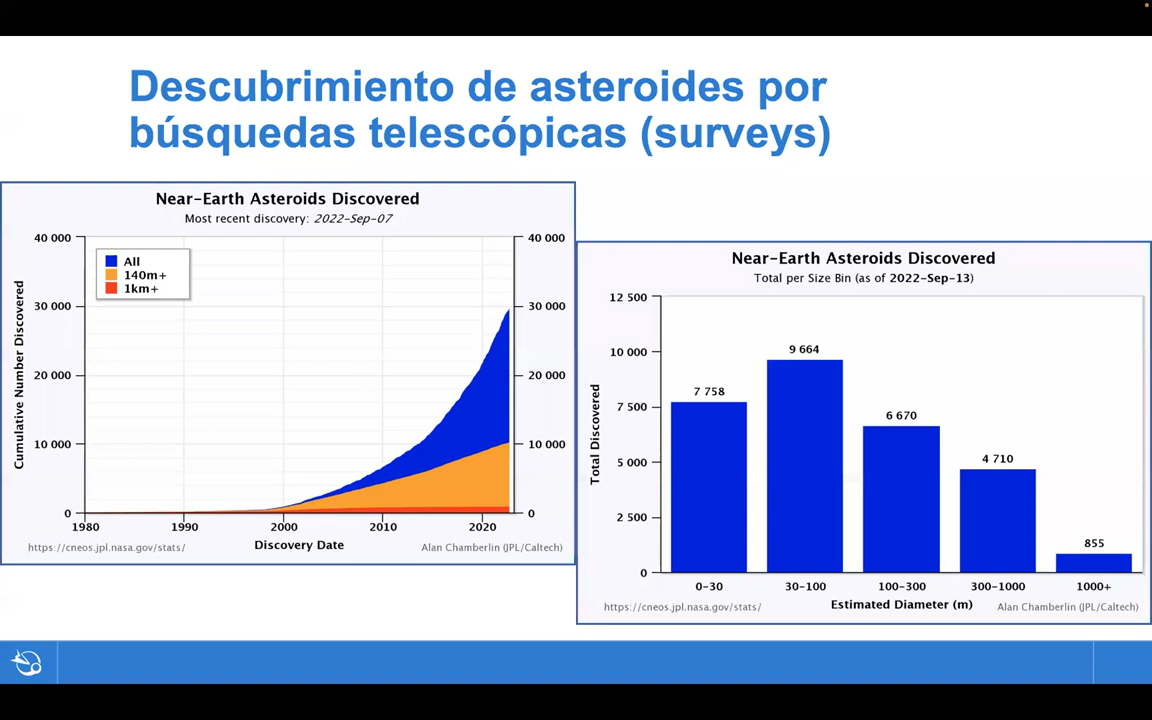 Descubrimiento de asteroides por
búsquedas telescópicas (surveys)
Near-Earth Asteroids Discovered
Most recent discovery: 2022-Sep-07
All
140m+
1km+
Cumulative Number Discovered
40 000
30 000
20 000
10 000
0
40 000
30 000
20 000
10 000
0
1980 1990 2000 2010 2020
Discovery Date
https://cneos.jpl.nasa.gov/stats/
Alan Chamberlin (JPL/Caltech)
Near-Earth Asteroids Discovered
Total per Size Bin (as of 2022-Sep-13)
Total Discovered
12 500
10 000
7 500
5 000
2 500
0
7 758
9 664
6 670
4 710
855
0-30 30-100 100-300 300-1000 1000+
Estimated Diameter (m)
https://cneos.jpl.nasa.gov/stats/
Alan Chamberlin (JPL/Caltech)